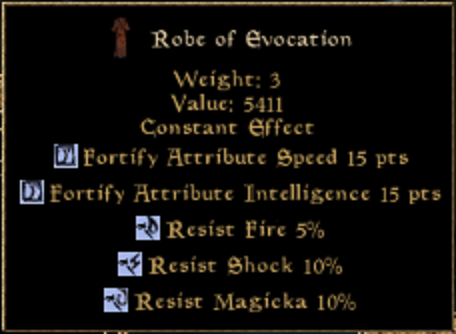 Robe of Evocation
Weight: 3
Value: 5411
Constant Effect
Fortify Attribute Speed 15 pts
Fortify Attribute Intelligence 15 pts
Resist Fire 5%
Resist Shock 10%
Resist Magicka 10%